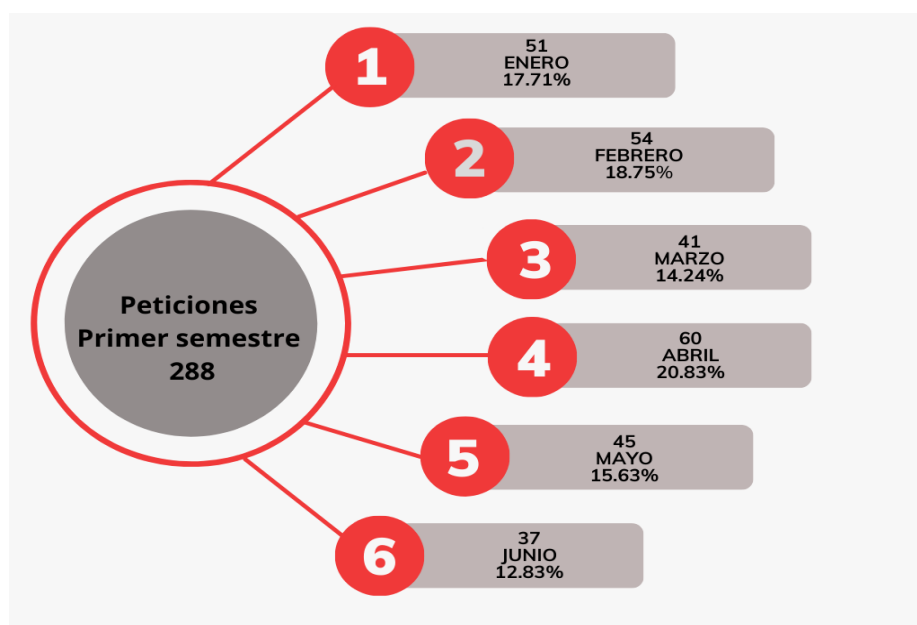 1
51
ENERO
17.71%
2
54
FEBRERO
18.75%
3
41
MARZO
14.24%
Peticiones
Primer semestre
288
4
60
ABRIL
20.83%
5
45
MAYO
15.63%
6
37
JUNIO
12.83%